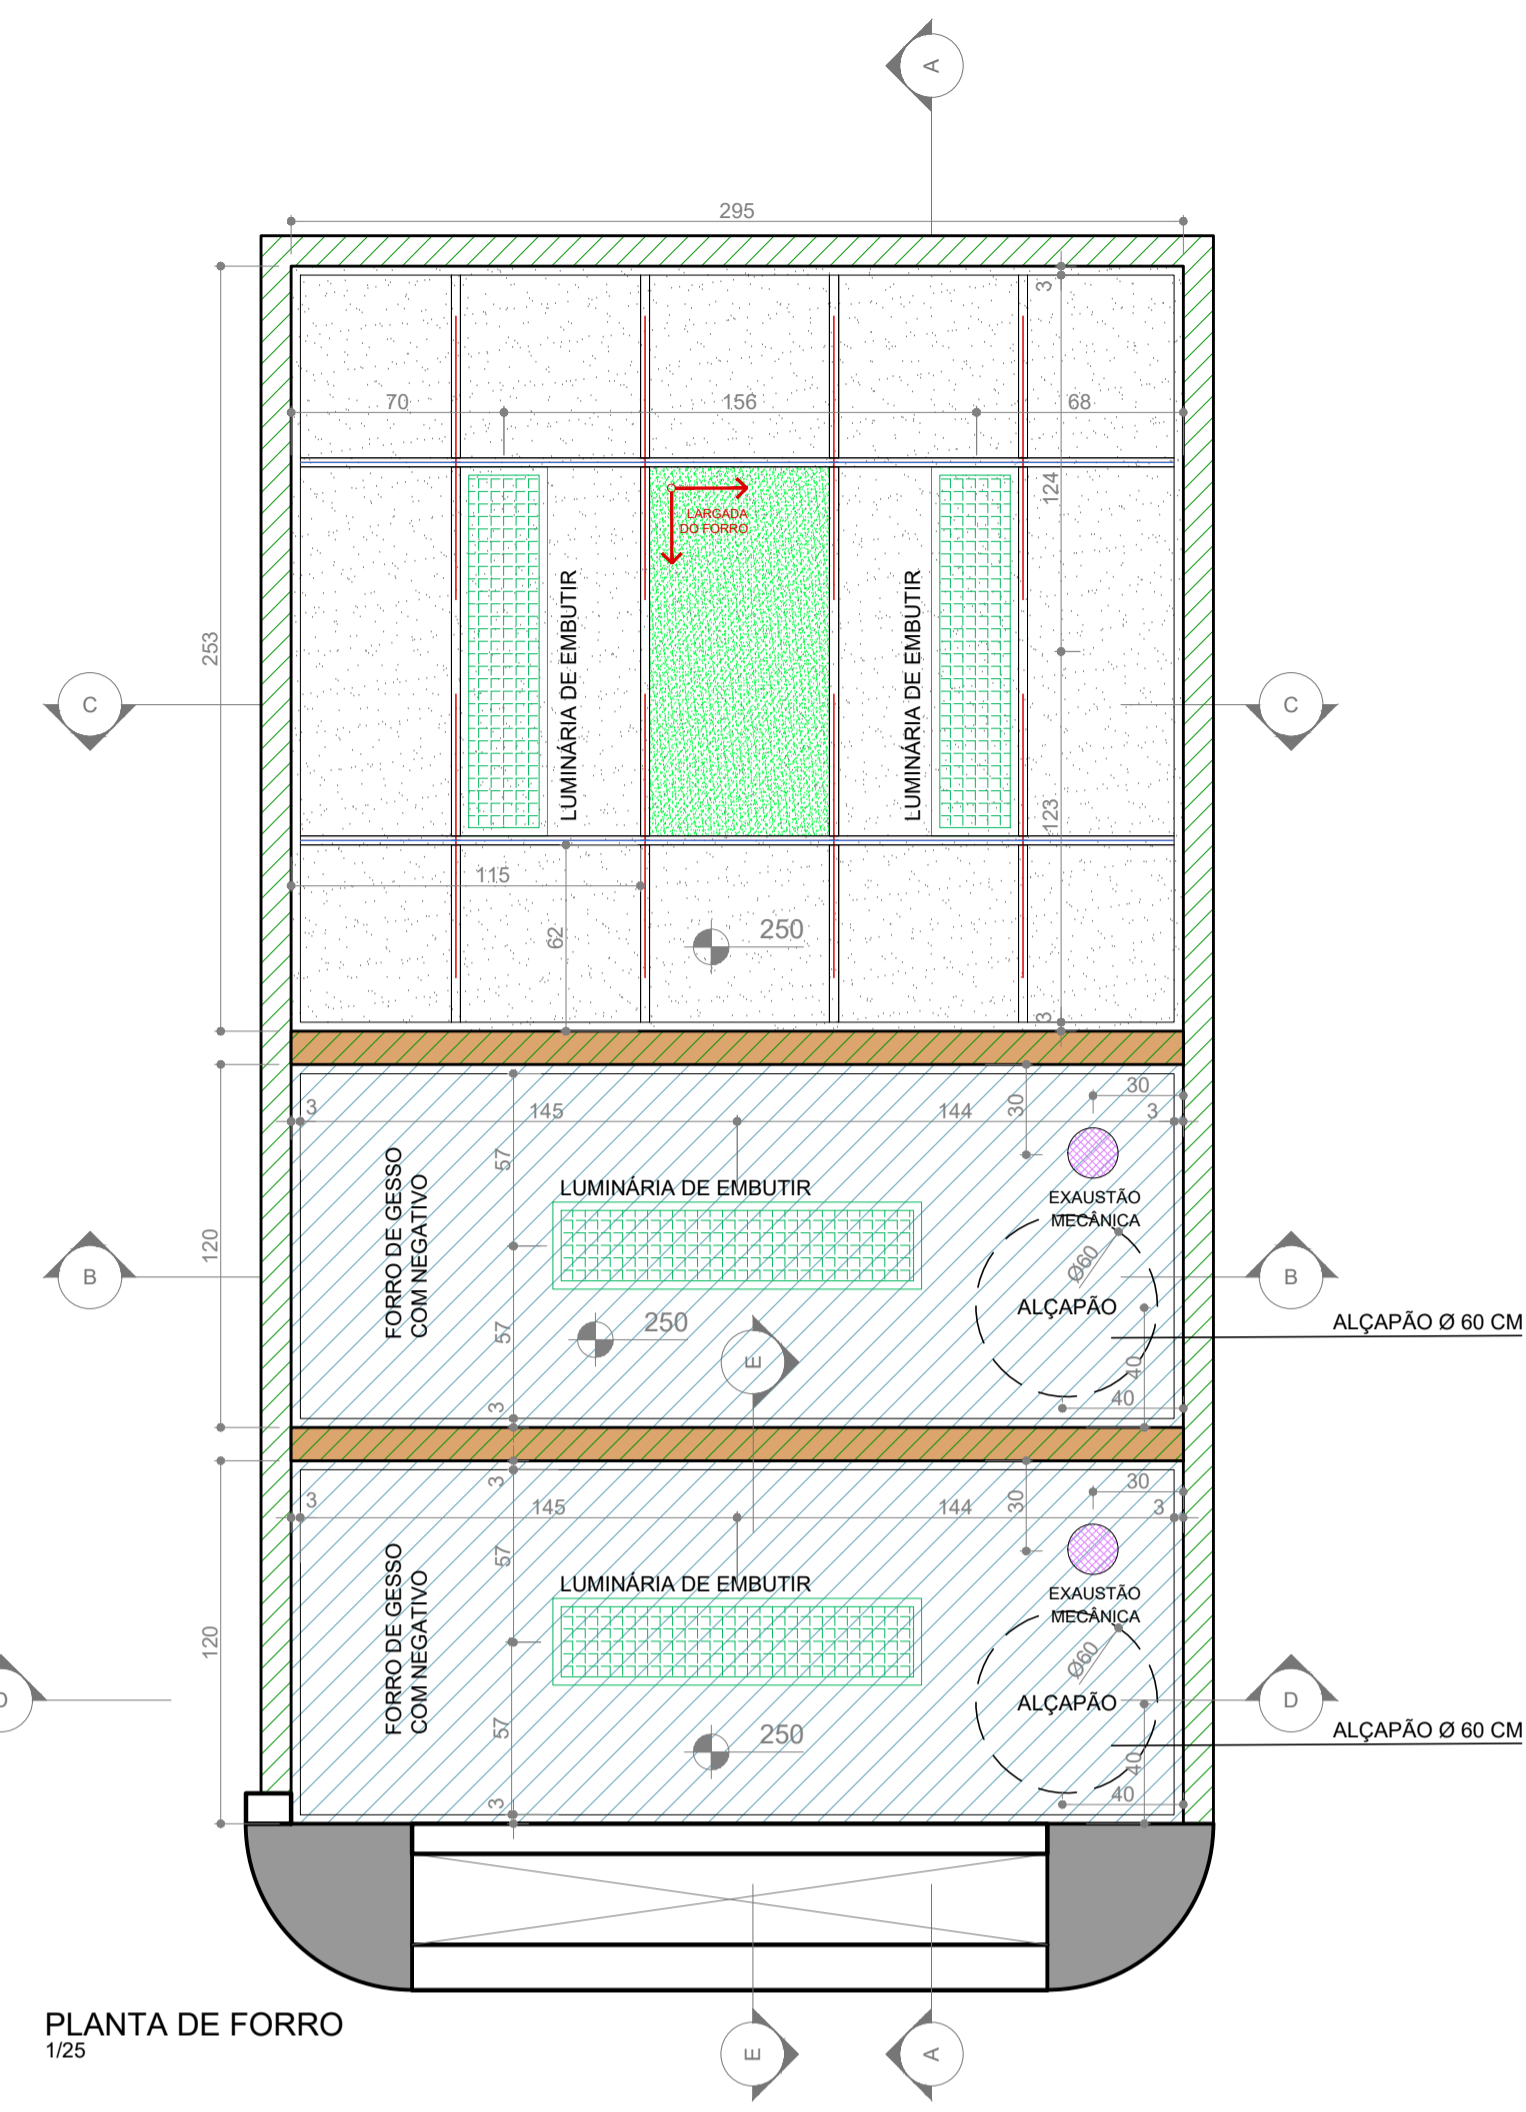 A
295
3
70
156
68
124
LARGADA
DO FORRO
LUMINÁRIA DE EMBUTIR
LUMINÁRIA DE EMBUTIR
253
C
C
123
115
62
250
3
30
3
145
144
30
3
57
FORRO DE GESSO
COM NEGATIVO
LUMINÁRIA DE EMBUTIR
EXAUSTÃO
MECÂNICA
120
Ø60
B
B
ALÇAPÃO
ALÇAPÃO Ø 60 CM
250
57
E
40
40
3
3
30
3
145
144
30
3
57
FORRO DE GESSO
COM NEGATIVO
LUMINÁRIA DE EMBUTIR
EXAUSTÃO
MECÂNICA
120
Ø60
D
D
ALÇAPÃO
ALÇAPÃO Ø 60 CM
250
57
40
40
3
PLANTA DE FORRO
1/25
E
A